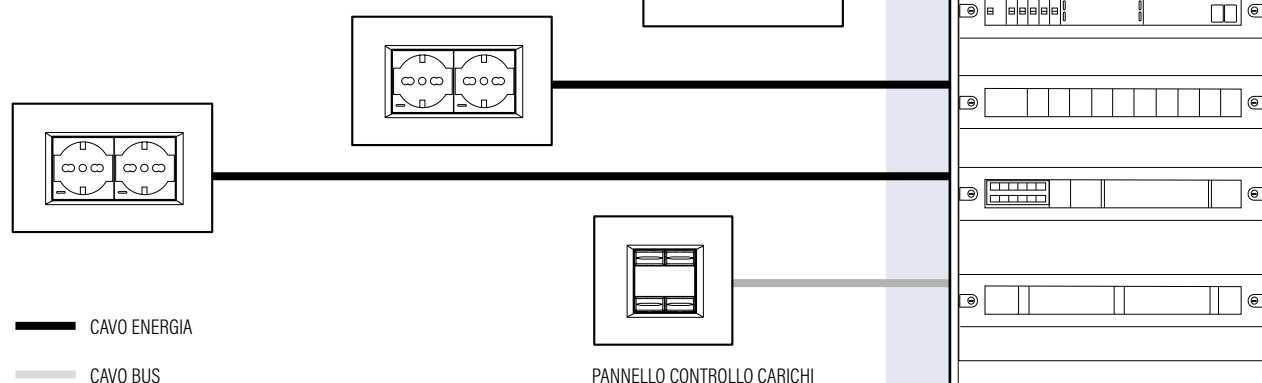 CAVO ENERGIA
CAVO BUS
PANNELLO CONTROLLO CARICHI